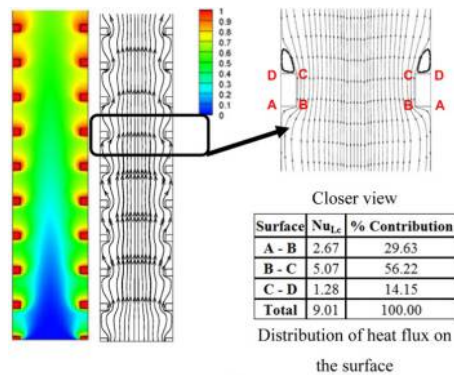 1
0.9
0.8
0.7
0.6
0.5
0.4
0.3
0.2
0.1
0
D C C D
A B B A
Closer view
Surface NuLc % Contribution
A - B 2.67 29.63
B - C 5.07 56.22
C - D 1.28 14.15
Total 9.01 100.00
Distribution of heat flux on
the surface